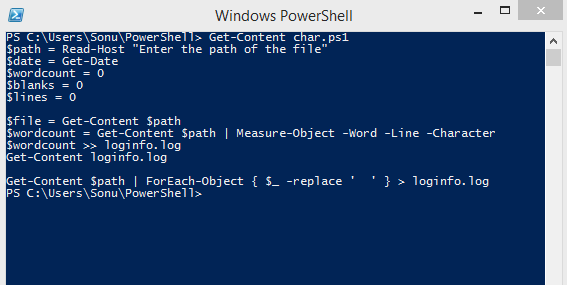 Windows PowerShell
PS C:\Users\Sonu\PowerShell> Get-Content char.ps1
$path = Read-Host "Enter the path of the file"
$date = Get-Date
$wordcount = 0
$blanks = 0
$lines = 0
$file = Get-Content $path
$wordcount = Get-Content $path | Measure-Object -Word -Line -Character
$wordcount >> loginfo.log
Get-Content loginfo.log
Get-Content $path | ForEach-Object { $_ -replace '  ' } > loginfo.log
PS C:\Users\Sonu\PowerShell>